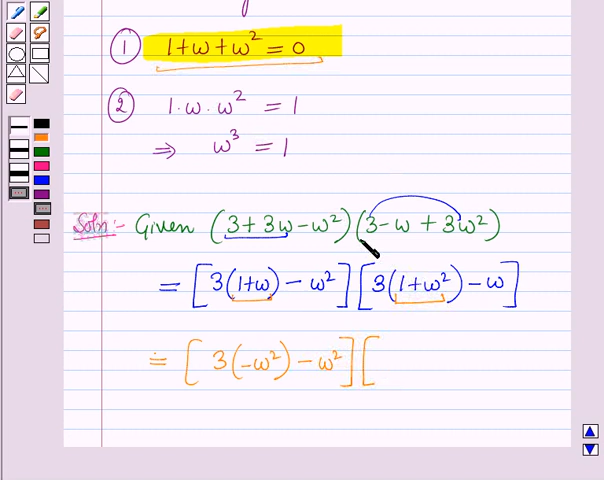 ① 1+ω+ω² = 0
② 1·ω·ω² = 1
⇒ ω³ = 1
Soln:- Given (3+3ω-ω²)(3-ω+3ω²)
= [3(1+ω)-ω²][3(1+ω²)-ω]
= [3(-ω²)-ω²][